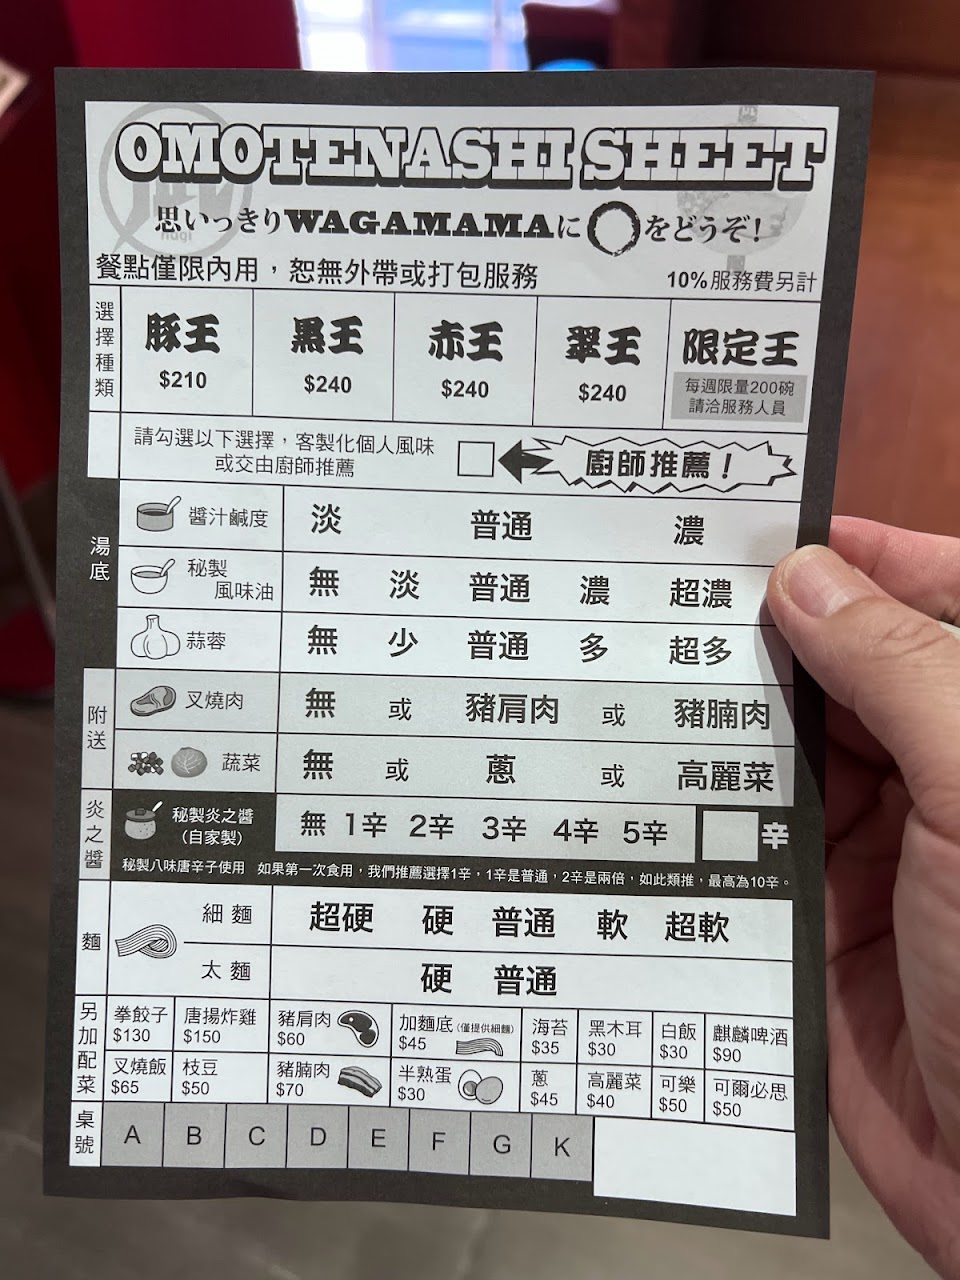 OMOTENASHI SHEET
思いっきりWAGAMAMAに○をどうぞ!
餐點僅限內用，恕無外帶或打包服務
10%服務費另計
選擇種類
豚王 $210
黒王 $240
赤王 $240
翠王 $240
限定王
每週限量200碗
請洽服務人員
請勾選以下選擇，客製化個人風味
或交由廚師推薦
廚師推薦！
湯底
醬汁鹹度 淡 普通 濃
秘製
風味油 無 淡 普通 濃 超濃
蒜蓉 無 少 普通 多 超多
附送
叉燒肉 無 或 豬肩肉 或 豬腩肉
蔬菜 無 或 蔥 或 高麗菜
炎之醬
秘製炎之醬
(自家製)
無 1辛 2辛 3辛 4辛 5辛 辛
秘製八味唐辛子使用 如果第一次食用，我們推薦選擇1辛，1辛是普通，2辛是兩倍，如此類推，最高為10辛。
麵
細麵 超硬 硬 普通 軟 超軟
太麵 硬 普通
另加配菜
拳餃子 $130
唐揚炸雞 $150
豬肩肉 $60
加麵底(僅提供細麵) $45
海苔 $35
黑木耳 $30
白飯 $30
麒麟啤酒 $90
叉燒飯 $65
枝豆 $50
豬腩肉 $70
半熟蛋 $30
蔥 $45
高麗菜 $40
可樂 $50
可爾必思 $50
桌號
A B C D E F G K